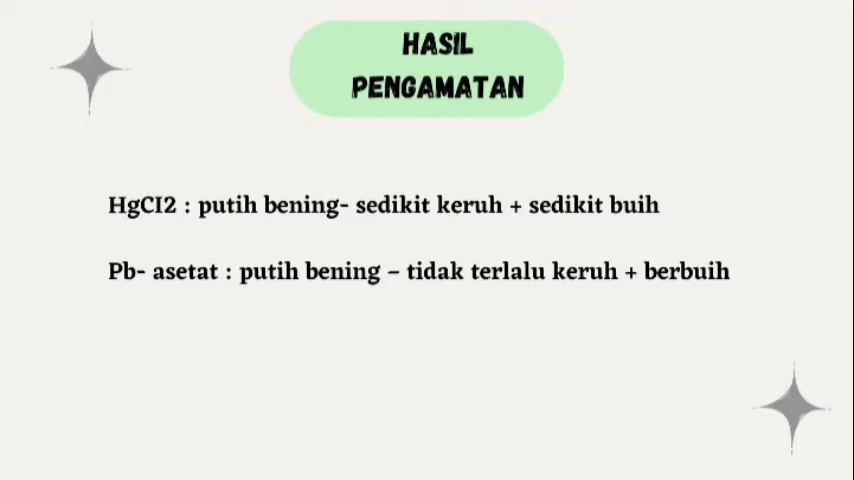 HASIL
PENGAMATAN
HgCI2 : putih bening- sedikit keruh + sedikit buih
Pb- asetat : putih bening – tidak terlalu keruh + berbuih